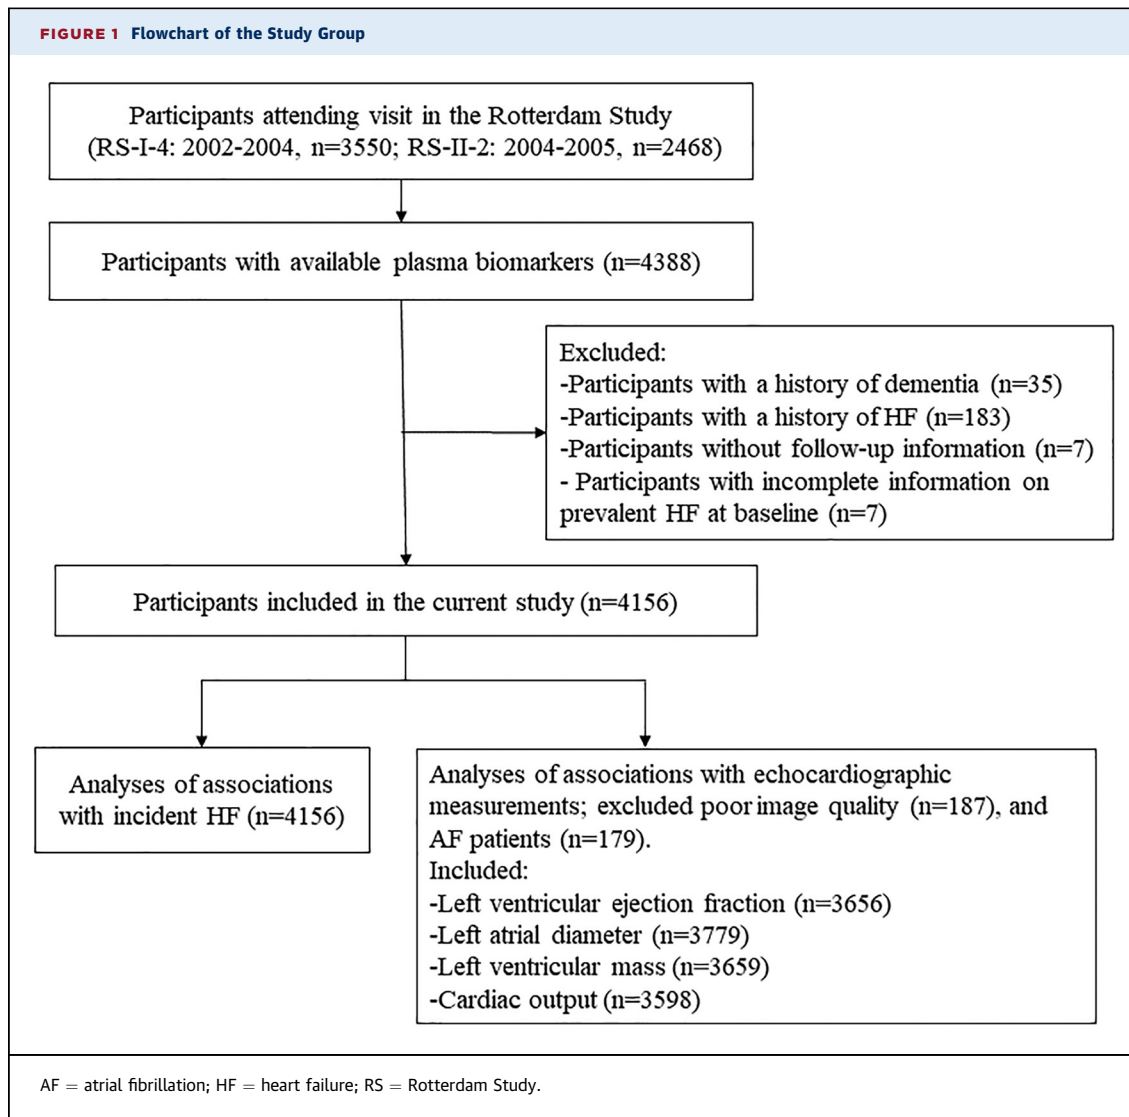 FIGURE 1 Flowchart of the Study Group
Participants attending visit in the Rotterdam Study
(RS-I-4: 2002-2004, n=3550; RS-II-2: 2004-2005, n=2468)
Participants with available plasma biomarkers (n=4388)
Excluded:
-Participants with a history of dementia (n=35)
-Participants with a history of HF (n=183)
-Participants without follow-up information (n=7)
- Participants with incomplete information on
prevalent HF at baseline (n=7)
Participants included in the current study (n=4156)
Analyses of associations
with incident HF (n=4156)
Analyses of associations with echocardiographic
measurements; excluded poor image quality (n=187), and
AF patients (n=179).
Included:
-Left ventricular ejection fraction (n=3656)
-Left atrial diameter (n=3779)
-Left ventricular mass (n=3659)
-Cardiac output (n=3598)
AF = atrial fibrillation; HF = heart failure; RS = Rotterdam Study.